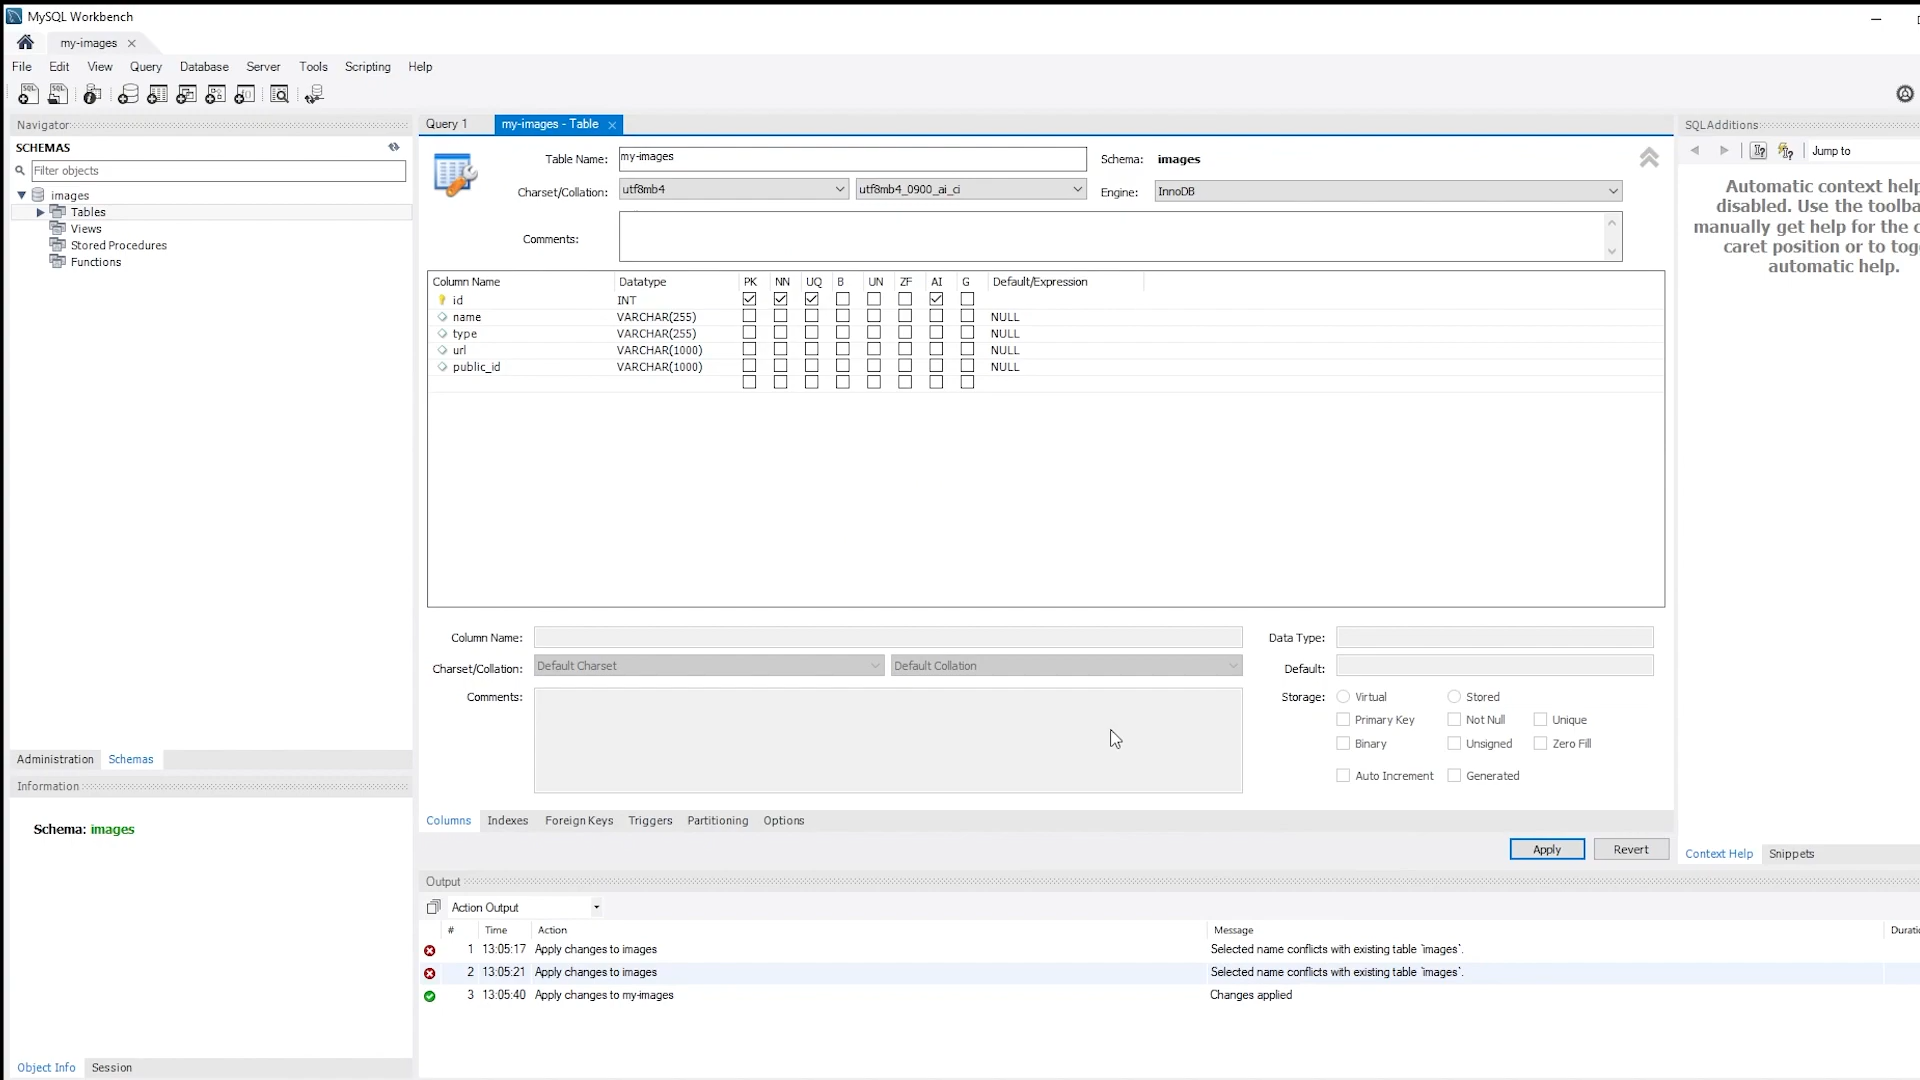 MySQL Workbench
my-images
File Edit View Query Database Server Tools Scripting Help
Navigator
SCHEMAS
Filter objects
images
Tables
Views
Stored Procedures
Functions
Administration Schemas
Information
Schema: images
Object Info Session
Query 1 my-images - Table
Table Name: my-images Schema: images
Charset/Collation: utf8mb4 utf8mb4_0900_ai_ci Engine: InnoDB
Comments:
Column Name Datatype PK NN UQ B UN ZF AI G Default/Expression
id INT
name VARCHAR(255) NULL
type VARCHAR(255) NULL
url VARCHAR(1000) NULL
public_id VARCHAR(1000) NULL
Column Name: Data Type:
Charset/Collation: Default Charset Default Collation Default:
Comments: Storage: Virtual Stored
Primary Key Not Null Unique
Binary Unsigned Zero Fill
Auto Increment Generated
Columns Indexes Foreign Keys Triggers Partitioning Options
Apply Revert
Output
Action Output
# Time Action Message Duratio
1 13:05:17 Apply changes to images Selected name conflicts with existing table `images`.
2 13:05:21 Apply changes to images Selected name conflicts with existing table `images`.
3 13:05:40 Apply changes to my-images Changes applied
SQLAdditions
Jump to
Automatic context help
disabled. Use the toolba
manually get help for the c
caret position or to tog
automatic help.
Context Help Snippets